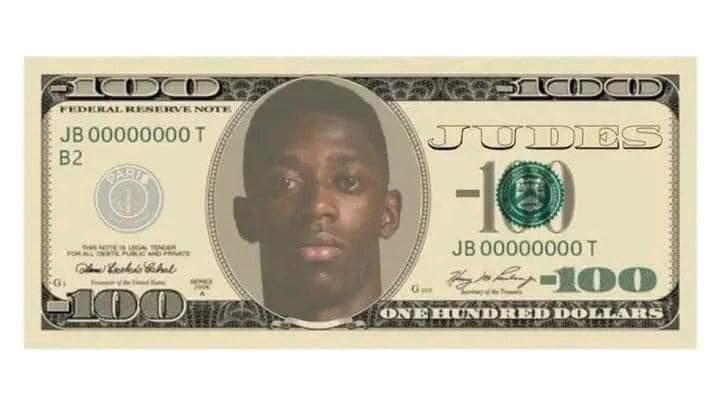 -100
-100
FEDERAL RESERVE NOTE
JB 00000000 T
JUDES
B2
PARIS
1
-100
THIS NOTE IS LEGAL TENDER
FOR ALL DEBTS, PUBLIC AND PRIVATE
JB 00000000 T
Treasurer of the United States
SERIES
2006
A
Secretary of the Treasury
-100
-100
ONE HUNDRED DOLLARS